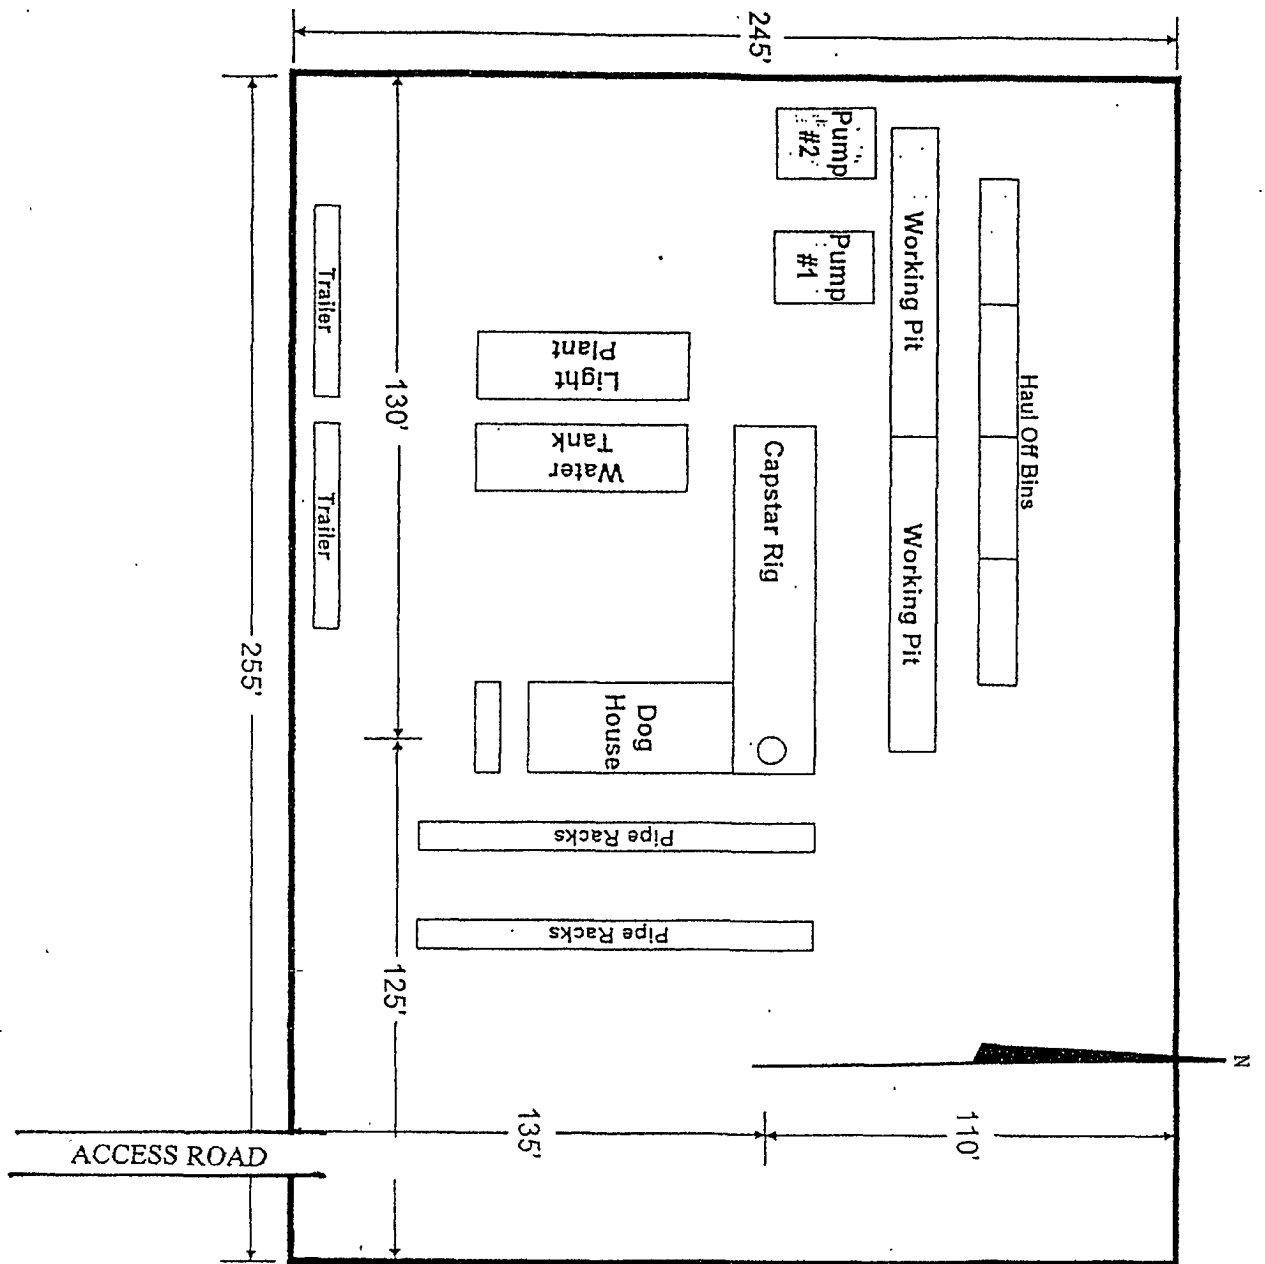 245'
Pump
#2
Pump
#1
Working Pit
Working Pit
Haul Off Bins
Trailer
Trailer
130'
Light
Plant
Water
Tank
Capstar Rig
Dog
House
255'
Pipe Racks
Pipe Racks
125'
N
135'
110'
ACCESS ROAD